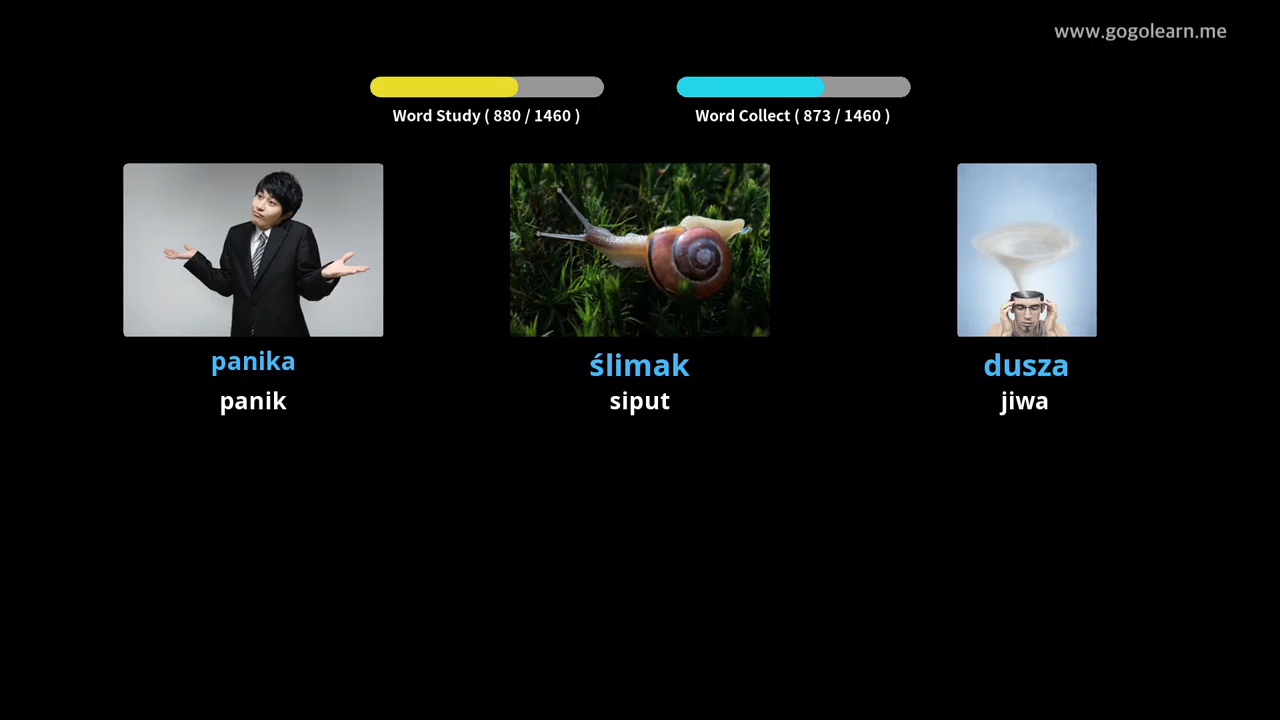 www.gogolearn.me
Word Study ( 880 / 1460 )
Word Collect ( 873 / 1460 )
panika
panik
ślimak
siput
dusza
jiwa